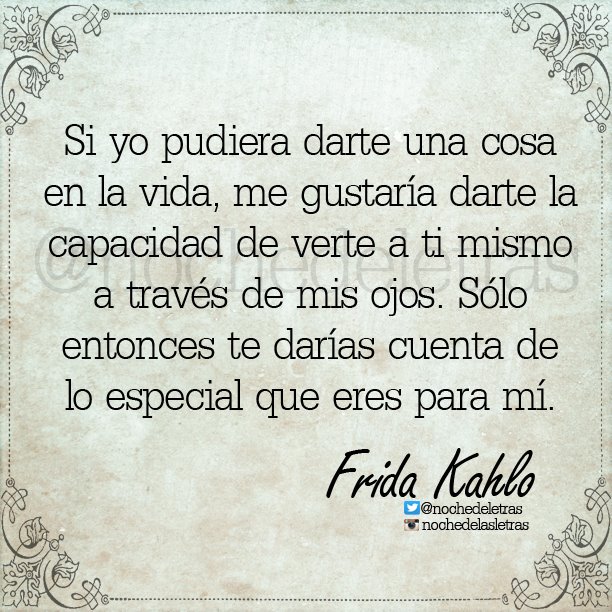 Si yo pudiera darte una cosa
en la vida, me gustaría darte la
capacidad de verte a ti mismo
@nochedeletras
a través de mis ojos. Sólo
entonces te darías cuenta de
lo especial que eres para mí.
Frida Kahlo
@nochedeletras
nochedelasletras